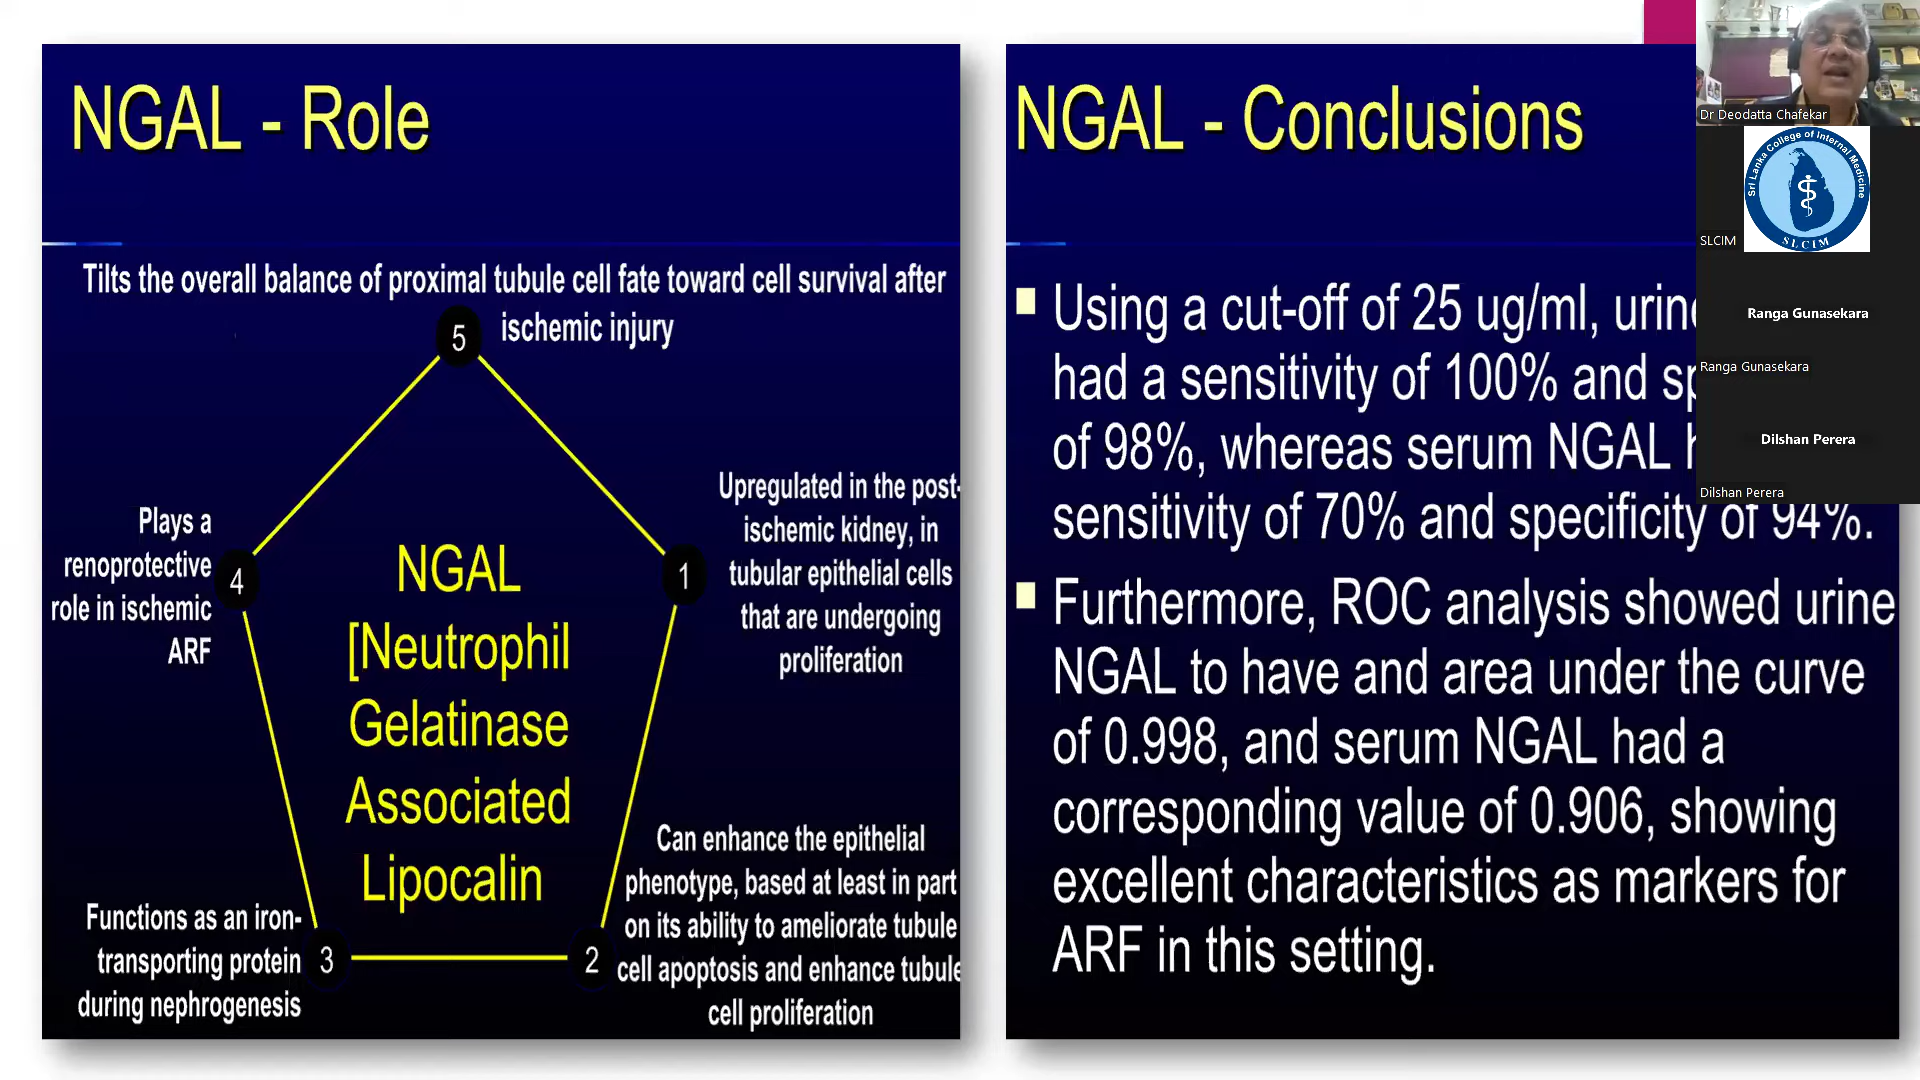 NGAL - Role
Tilts the overall balance of proximal tubule cell fate toward cell survival after
ischemic injury
5
Upregulated in the post-
ischemic kidney, in
tubular epithelial cells
that are undergoing
proliferation
1
Plays a
renoprotective
role in ischemic
ARF
4
NGAL
[Neutrophil
Gelatinase
Associated
Lipocalin
Can enhance the epithelial
phenotype, based at least in part
on its ability to ameliorate tubule
cell apoptosis and enhance tubule
cell proliferation
2
Functions as an iron-
transporting protein
during nephrogenesis
3
NGAL - Conclusions
Using a cut-off of 25 ug/ml,
had a sensitivity of 100% and
of 98%, whereas serum NGAL
sensitivity of 70% and specificity of 94%.
Furthermore, ROC analysis showed urine
NGAL to have and area under the curve
of 0.998, and serum NGAL had a
corresponding value of 0.906, showing
excellent characteristics as markers for
ARF in this setting.
Dr Deodatta Chafekar
Sri Lanka College of Internal Medicine
SLCIM
SLCIM
Ranga Gunasekara
Ranga Gunasekara
Dilshan Perera
Dilshan Perera